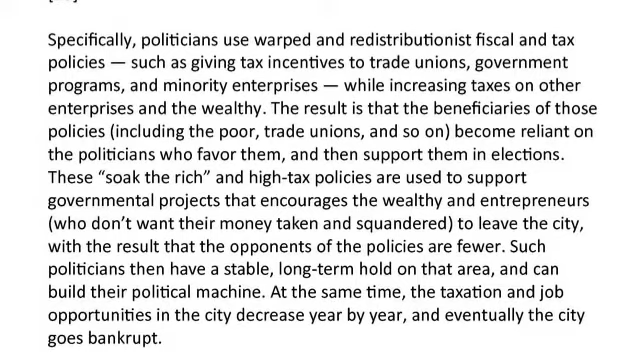 Specifically, politicians use warped and redistributionist fiscal and tax
policies — such as giving tax incentives to trade unions, government
programs, and minority enterprises — while increasing taxes on other
enterprises and the wealthy. The result is that the beneficiaries of those
policies (including the poor, trade unions, and so on) become reliant on
the politicians who favor them, and then support them in elections.
These “soak the rich” and high-tax policies are used to support
governmental projects that encourages the wealthy and entrepreneurs
(who don’t want their money taken and squandered) to leave the city,
with the result that the opponents of the policies are fewer. Such
politicians then have a stable, long-term hold on that area, and can
build their political machine. At the same time, the taxation and job
opportunities in the city decrease year by year, and eventually the city
goes bankrupt.